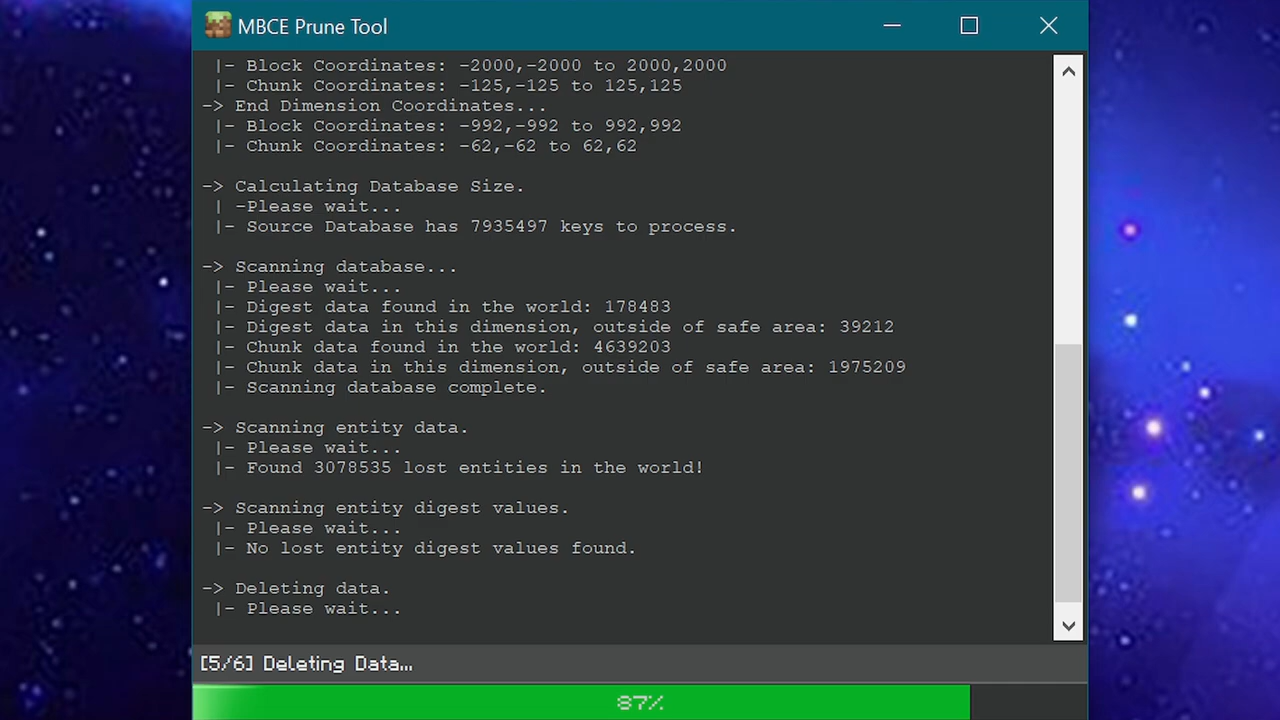 MBCE Prune Tool
|- Block Coordinates: -2000,-2000 to 2000,2000
|- Chunk Coordinates: -125,-125 to 125,125
-> End Dimension Coordinates...
|- Block Coordinates: -992,-992 to 992,992
|- Chunk Coordinates: -62,-62 to 62,62
-> Calculating Database Size.
| -Please wait...
|- Source Database has 7935497 keys to process.
-> Scanning database...
|- Please wait...
|- Digest data found in the world: 178483
|- Digest data in this dimension, outside of safe area: 39212
|- Chunk data found in the world: 4639203
|- Chunk data in this dimension, outside of safe area: 1975209
|- Scanning database complete.
-> Scanning entity data.
|- Please wait...
|- Found 3078535 lost entities in the world!
-> Scanning entity digest values.
|- Please wait...
|- No lost entity digest values found.
-> Deleting data.
|- Please wait...
[5/6] Deleting Data...
87%